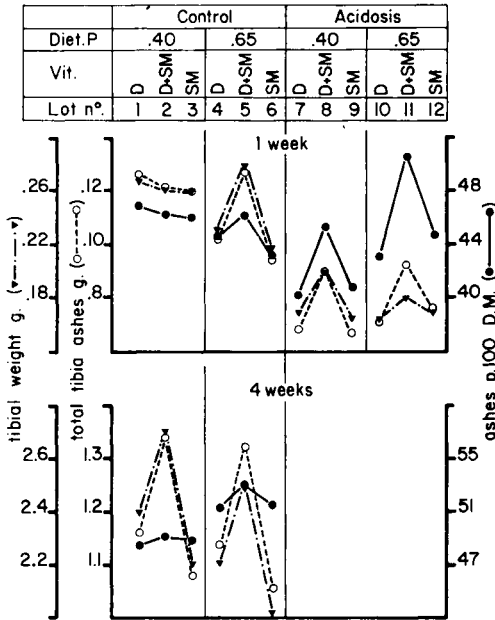 Control Acidosis
Diet.P .40 .65 .40 .65
Vit. D D+SM SM D D+SM SM D D+SM SM D D+SM SM
Lot nº. 1 2 3 4 5 6 7 8 9 10 11 12
1 week
.26 .12 48
.22 .10 44
.18 .8 40
4 weeks
2.6 1.3 55
2.4 1.2 51
2.2 1.1 47
tibial weight g. (
)
total tibia ashes g. (
)
ashes p.100 D.M. (
)